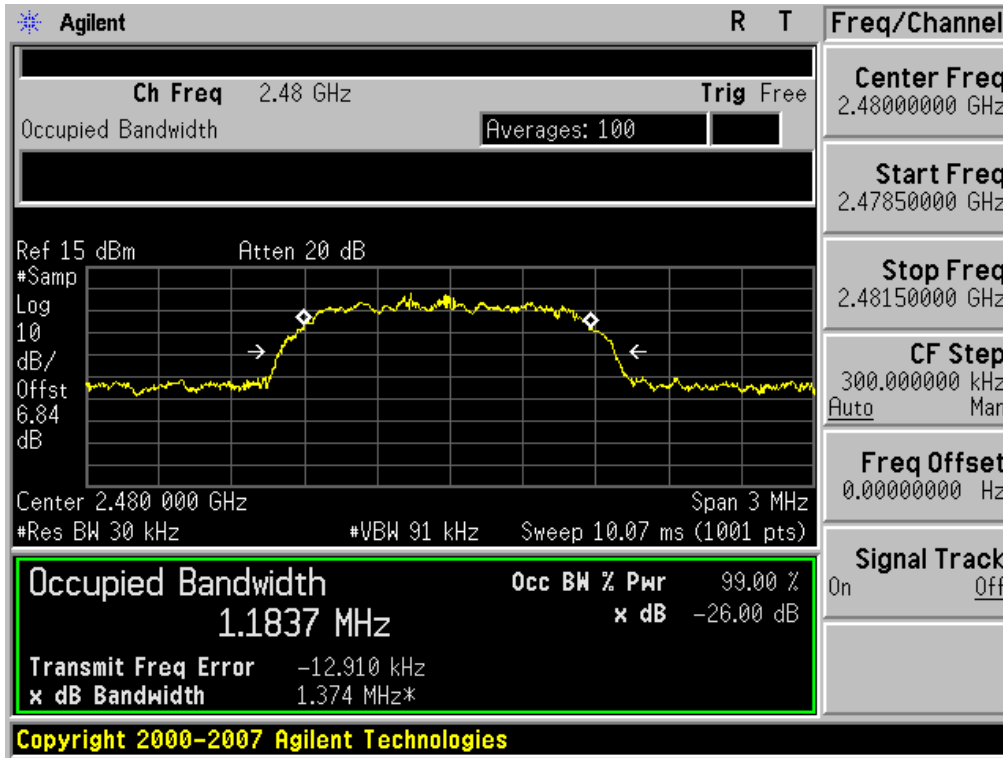 Agilent R T
Freq/Channel
Ch Freq 2.48 GHz Trig Free
Occupied Bandwidth Averages: 100
Center Freq
2.48000000 GHz
Start Freq
2.47850000 GHz
Stop Freq
2.48150000 GHz
CF Step
300.000000 kHz
Auto Man
Freq Offset
0.00000000 Hz
Signal Track
On Off
Ref 15 dBm Atten 20 dB
#Samp
Log
10
dB/
Offst
6.84
dB
Center 2.480 000 GHz Span 3 MHz
#Res BW 30 kHz #VBW 91 kHz Sweep 10.07 ms (1001 pts)
Occupied Bandwidth Occ BW % Pwr 99.00 %
1.1837 MHz x dB -26.00 dB
Transmit Freq Error -12.910 kHz
x dB Bandwidth 1.374 MHz*
Copyright 2000-2007 Agilent Technologies